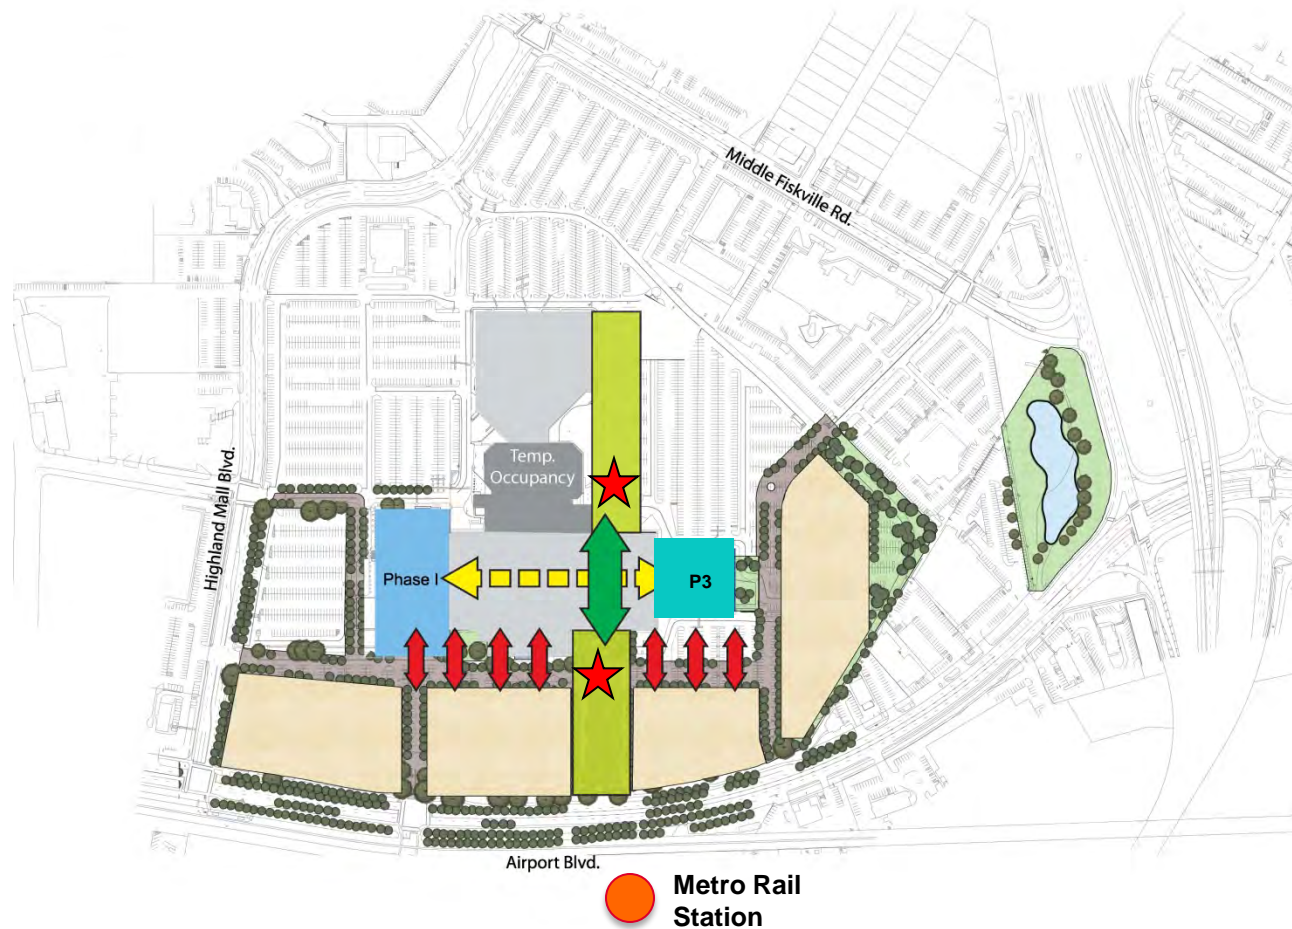 Middle Fiskville Rd.
Temp.
Occupancy
Highland Mall Blvd.
Phase I
P3
Airport Blvd.
Metro Rail
Station